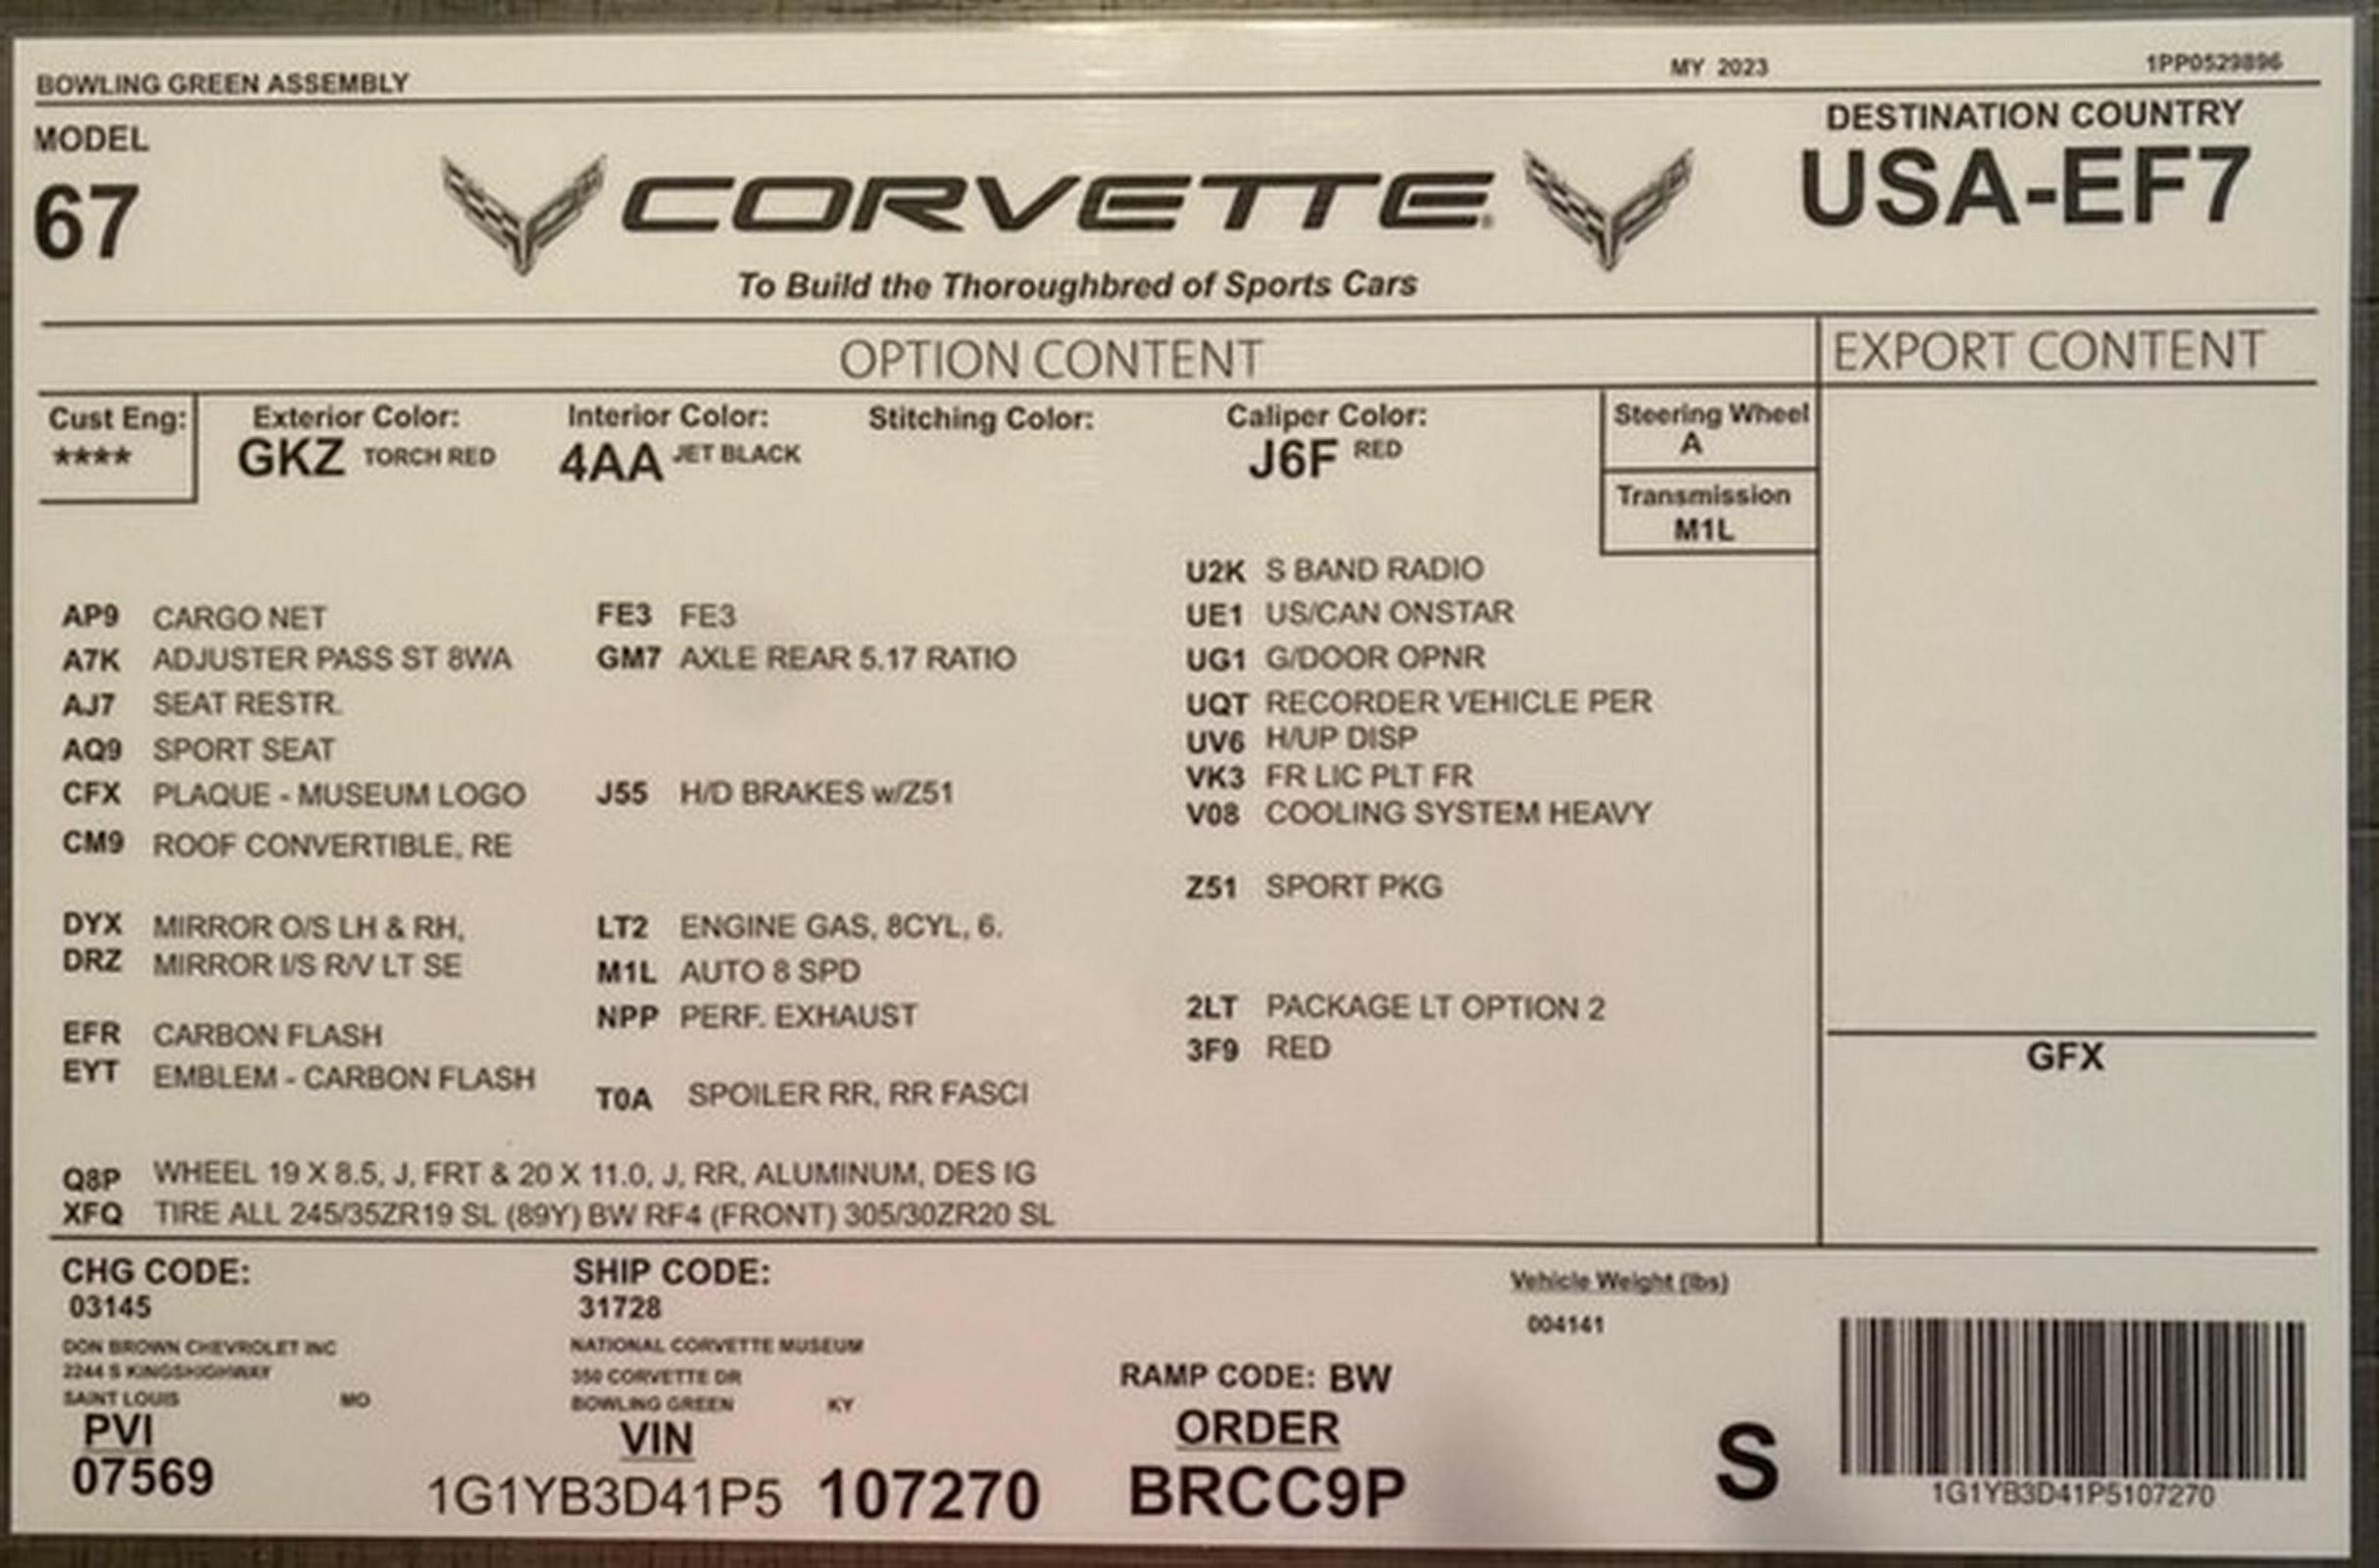 BOWLING GREEN ASSEMBLY MY 2023 1PP0529896
MODEL
67
CORVETTE
To Build the Thoroughbred of Sports Cars
DESTINATION COUNTRY
USA-EF7
OPTION CONTENT
EXPORT CONTENT
Cust Eng:
****
Exterior Color:
GKZ TORCH RED
Interior Color:
4AA JET BLACK
Stitching Color:
Caliper Color:
J6F RED
Steering Wheel
A
Transmission
M1L
AP9 CARGO NET
A7K ADJUSTER PASS ST 8WA
AJ7 SEAT RESTR.
AQ9 SPORT SEAT
CFX PLAQUE - MUSEUM LOGO
CM9 ROOF CONVERTIBLE, RE
DYX MIRROR O/S LH & RH,
DRZ MIRROR I/S R/V LT SE
EFR CARBON FLASH
EYT EMBLEM - CARBON FLASH
FE3 FE3
GM7 AXLE REAR 5.17 RATIO
J55 H/D BRAKES w/Z51
LT2 ENGINE GAS, 8CYL, 6.
M1L AUTO 8 SPD
NPP PERF. EXHAUST
T0A SPOILER RR, RR FASCI
U2K S BAND RADIO
UE1 US/CAN ONSTAR
UG1 G/DOOR OPNR
UQT RECORDER VEHICLE PER
UV6 H/UP DISP
VK3 FR LIC PLT FR
V08 COOLING SYSTEM HEAVY
Z51 SPORT PKG
2LT PACKAGE LT OPTION 2
3F9 RED
GFX
Q8P WHEEL 19 X 8.5, J, FRT & 20 X 11.0, J, RR, ALUMINUM, DES IG
XFQ TIRE ALL 245/35ZR19 SL (89Y) BW RF4 (FRONT) 305/30ZR20 SL
CHG CODE:
03145
DON BROWN CHEVROLET INC
2244 S KINGSHIGHWAY
SAINT LOUIS MO
PVI
07569
SHIP CODE:
31728
NATIONAL CORVETTE MUSEUM
350 CORVETTE DR
BOWLING GREEN KY
VIN
1G1YB3D41P5 107270
RAMP CODE: BW
ORDER
BRCC9P
Vehicle Weight (lbs)
004141
S
1G1YB3D41P5107270